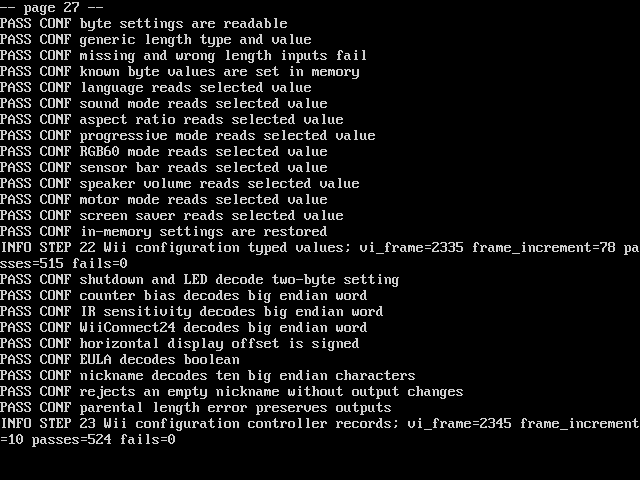 -- page 27 --
PASS CONF byte settings are readable
PASS CONF generic length type and value
PASS CONF missing and wrong length inputs fail
PASS CONF known byte values are set in memory
PASS CONF language reads selected value
PASS CONF sound mode reads selected value
PASS CONF aspect ratio reads selected value
PASS CONF progressive mode reads selected value
PASS CONF RGB60 mode reads selected value
PASS CONF sensor bar reads selected value
PASS CONF speaker volume reads selected value
PASS CONF motor mode reads selected value
PASS CONF screen saver reads selected value
PASS CONF in-memory settings are restored
INFO STEP 22 Wii configuration typed values; vi_frame=2335 frame_increment=78 pa
sses=515 fails=0
PASS CONF shutdown and LED decode two-byte setting
PASS CONF counter bias decodes big endian word
PASS CONF IR sensitivity decodes big endian word
PASS CONF WiiConnect24 decodes big endian word
PASS CONF horizontal display offset is signed
PASS CONF EULA decodes boolean
PASS CONF nickname decodes ten big endian characters
PASS CONF rejects an empty nickname without output changes
PASS CONF parental length error preserves outputs
INFO STEP 23 Wii configuration controller records; vi_frame=2345 frame_increment
=10 passes=524 fails=0